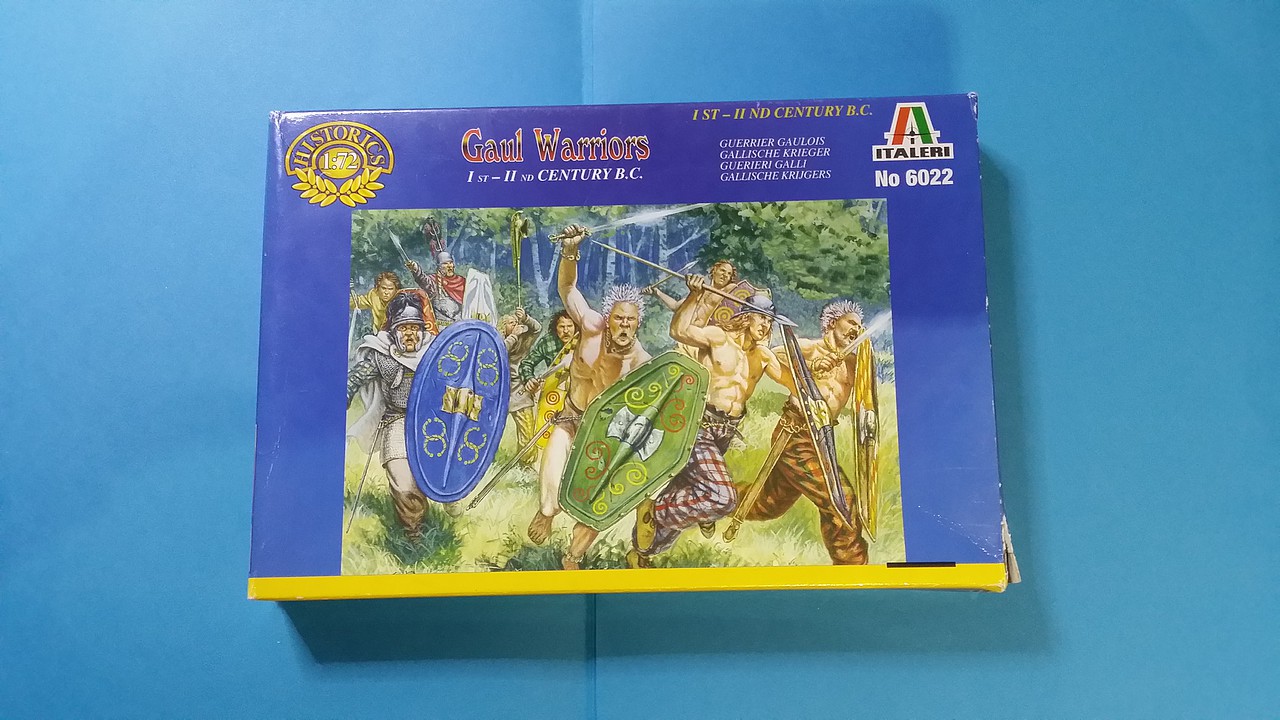 HISTORICS
1:72
Gaul Warriors
I ST – II ND CENTURY B.C.
I ST – II ND CENTURY B.C.
GUERRIER GAULOIS
GALLISCHE KRIEGER
GUERIERI GALLI
GALLISCHE KRIJGERS
ITALERI
No 6022